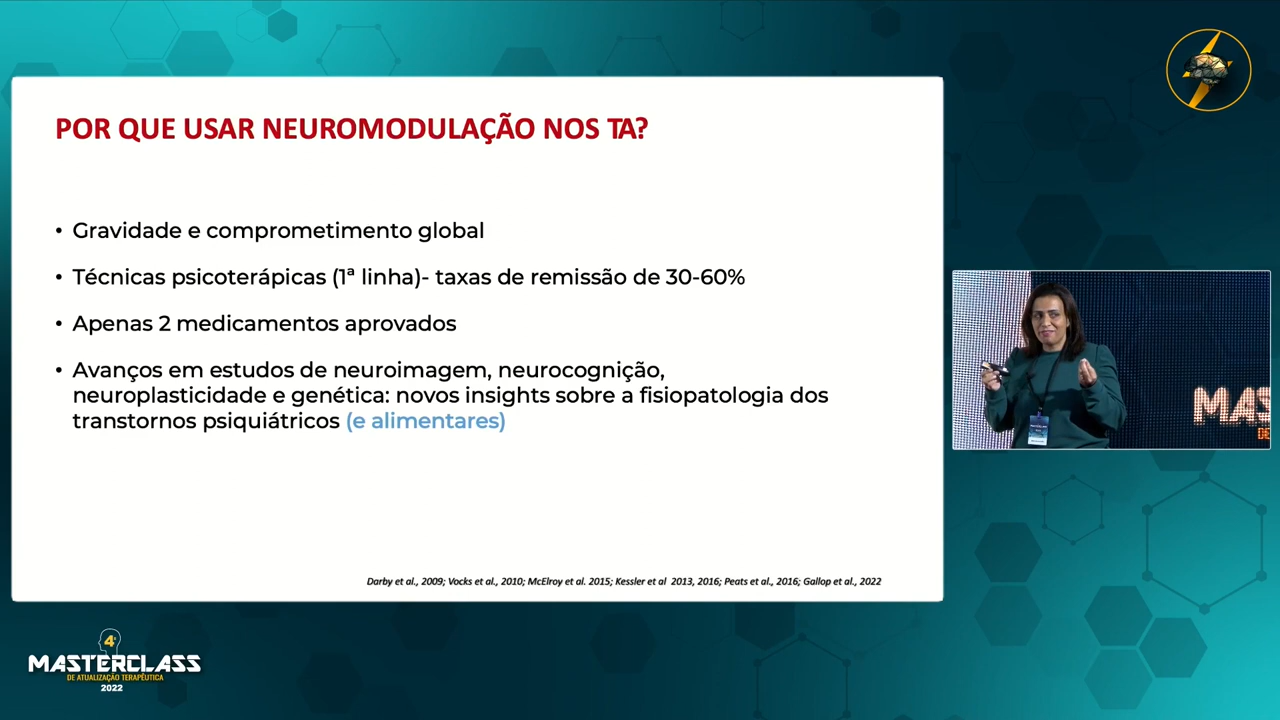 POR QUE USAR NEUROMODULAÇÃO NOS TA?
• Gravidade e comprometimento global
• Técnicas psicoterápicas (1ª linha)- taxas de remissão de 30-60%
• Apenas 2 medicamentos aprovados
• Avanços em estudos de neuroimagem, neurocognição,
neuroplasticidade e genética: novos insights sobre a fisiopatologia dos
transtornos psiquiátricos (e alimentares)
Darby et al., 2009; Vocks et al., 2010; McElroy et al. 2015; Kessler et al 2013, 2016; Peats et al., 2016; Gallop et al., 2022
MAS
DE
4ª
MASTERCLASS
DE ATUALIZAÇÃO TERAPÊUTICA
2022